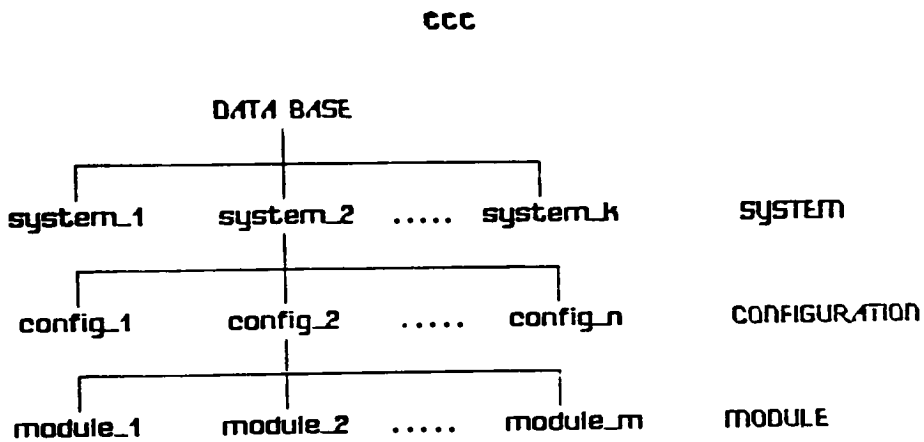 CCC
DATA BASE
system_1 system_2 ..... system_k SYSTEM
config_1 config_2 ..... config_n CONFIGURATION
module_1 module_2 ..... module_m MODULE